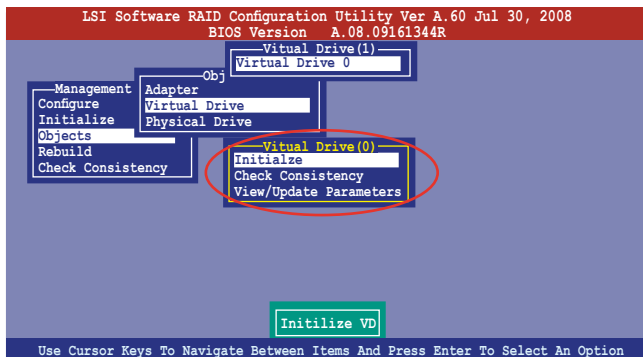 LSI Software RAID Configuration Utility Ver A.60 Jul 30, 2008
BIOS Version A.08.09161344R
Vitual Drive(1)
Virtual Drive 0
Obj
Adapter
Virtual Drive
Physical Drive
Management
Configure
Initialize
Objects
Rebuild
Check Consistency
Vitual Drive(0)
Initialze
Check Consistency
View/Update Parameters
Initilize VD
Use Cursor Keys To Navigate Between Items And Press Enter To Select An Option